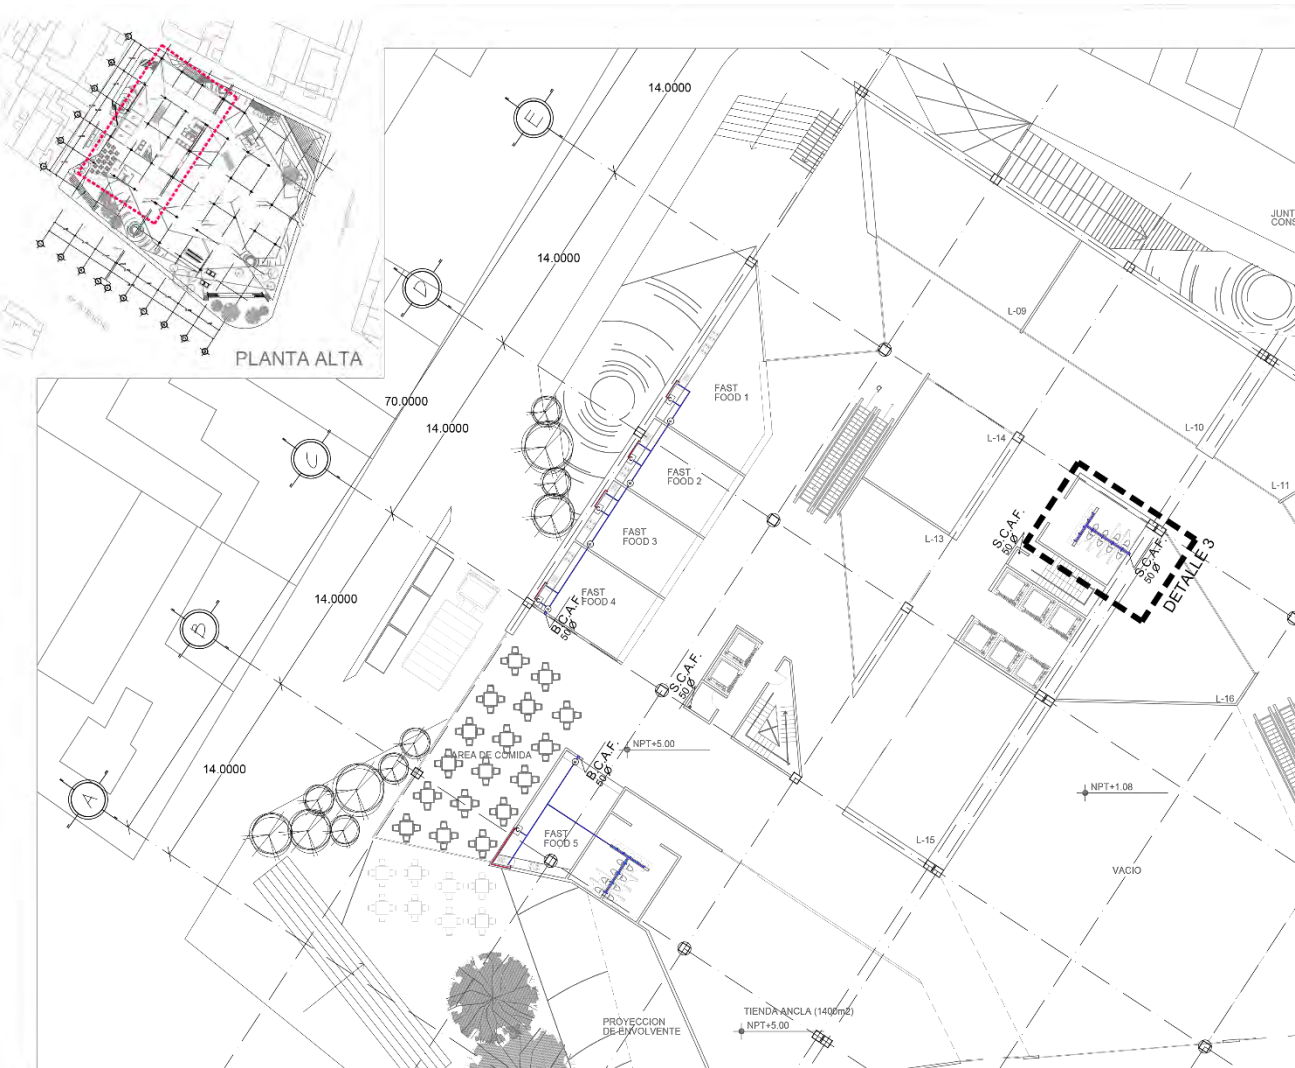 PLANTA ALTA
14.0000
E
JUNT
CONS
14.0000
D
L-09
70.0000
14.0000
FAST
FOOD 1
C
L-14
L-10
FAST
FOOD 2
L-11
FAST
FOOD 3
L-13
S.C.A.F.
50 Ø
S.C.A.F.
50 Ø
DETALLE 3
14.0000
FAST
FOOD 4
B.C.A.F.
50 Ø
B
S.C.A.F.
50 Ø
L-16
AREA DE COMIDA
NPT+5.00
B.C.A.F.
50 Ø
14.0000
A
NPT+1.08
FAST
FOOD 5
L-15
VACIO
TIENDA ANCLA (1400m2)
NPT+5.00
PROYECCION
DE ENVOLVENTE